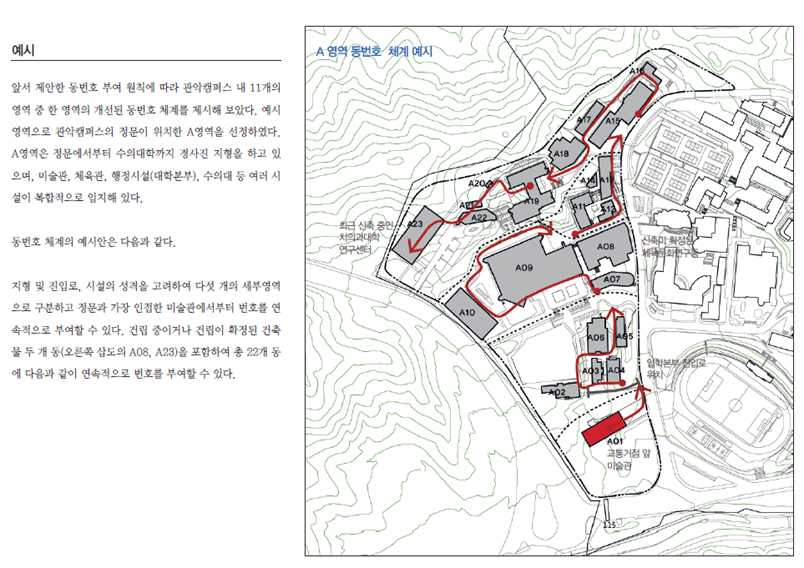 예시
앞서 제안한 동번호 부여 원칙에 따라 관악캠퍼스 내 11개의
영역 중 한 영역의 개선된 동번호 체계를 제시해 보았다. 예시
영역으로 관악캠퍼스의 정문이 위치한 A영역을 선정하였다.
A영역은 정문에서부터 수의대학까지 경사진 지형을 하고 있
으며, 미술관, 체육관, 행정시설(대학본부), 수의대 등 여러 시
설이 복합적으로 입지해 있다.
동번호 체계의 예시안은 다음과 같다.
지형 및 진입로, 시설의 성격을 고려하여 다섯 개의 세부영역
으로 구분하고 정문과 가장 인접한 미술관에서부터 번호를 연
속적으로 부여할 수 있다. 건립 중이거나 건립이 확정된 건축
물 두 개 동(오른쪽 삽도의 A08, A23)을 포함하여 총 22개 동
에 다음과 같이 연속적으로 번호를 부여할 수 있다.
A 영역 동번호 체계 예시
A16
A17
A15
A18
A20
A14
A13
A21
A22
A19
A11
A12
A23
최근 신축 중인
치의과대학
연구센터
A08
신축이 확정된
체육문화연구동
A09
A07
A10
A06
A05
A03
A04
입학본부 진입로
위치
A02
A01
교통거점 앞
미술관
115